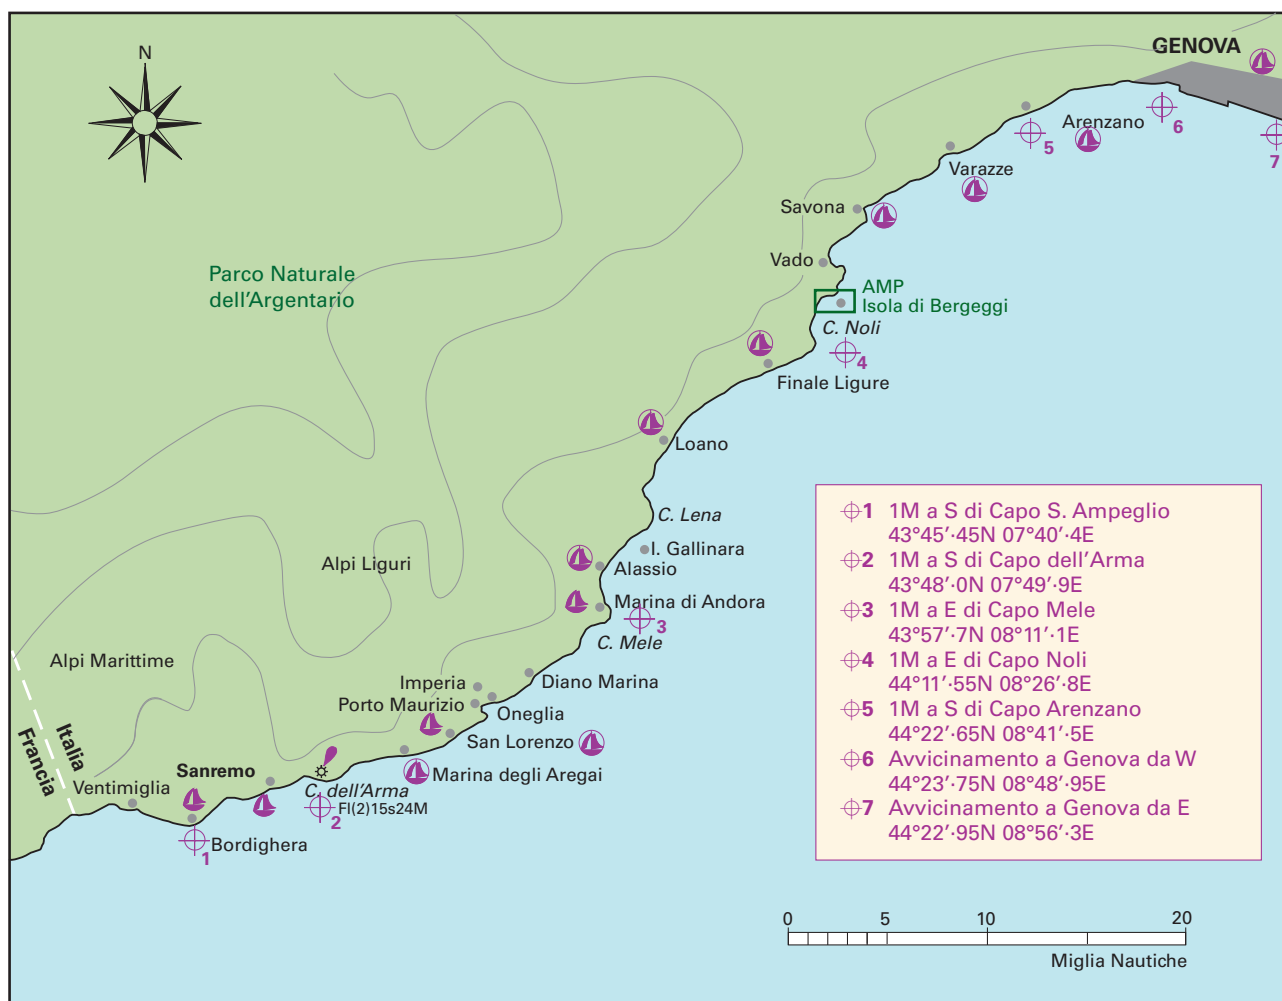 N
GENOVA
6
7
Arenzano
5
Varazze
Savona
Vado
Parco Naturale
dell'Argentario
AMP
Isola di Bergeggi
C. Noli
4
Finale Ligure
Loano
C. Lena
I. Gallinara
Alassio
Alpi Liguri
Marina di Andora
3
C. Mele
Alpi Marittime
Diano Marina
Imperia
Porto Maurizio
Oneglia
San Lorenzo
Marina degli Aregai
Italia
Francia
Sanremo
Ventimiglia
C. dell'Arma
Fl(2)15s24M
2
Bordighera
1
1 1M a S di Capo S. Ampeglio
43°45'·45N 07°40'·4E
2 1M a S di Capo dell'Arma
43°48'·0N 07°49'·9E
3 1M a E di Capo Mele
43°57'·7N 08°11'·1E
4 1M a E di Capo Noli
44°11'·55N 08°26'·8E
5 1M a S di Capo Arenzano
44°22'·65N 08°41'·5E
6 Avvicinamento a Genova da W
44°23'·75N 08°48'·95E
7 Avvicinamento a Genova da E
44°22'·95N 08°56'·3E
0 5 10 20
Miglia Nautiche